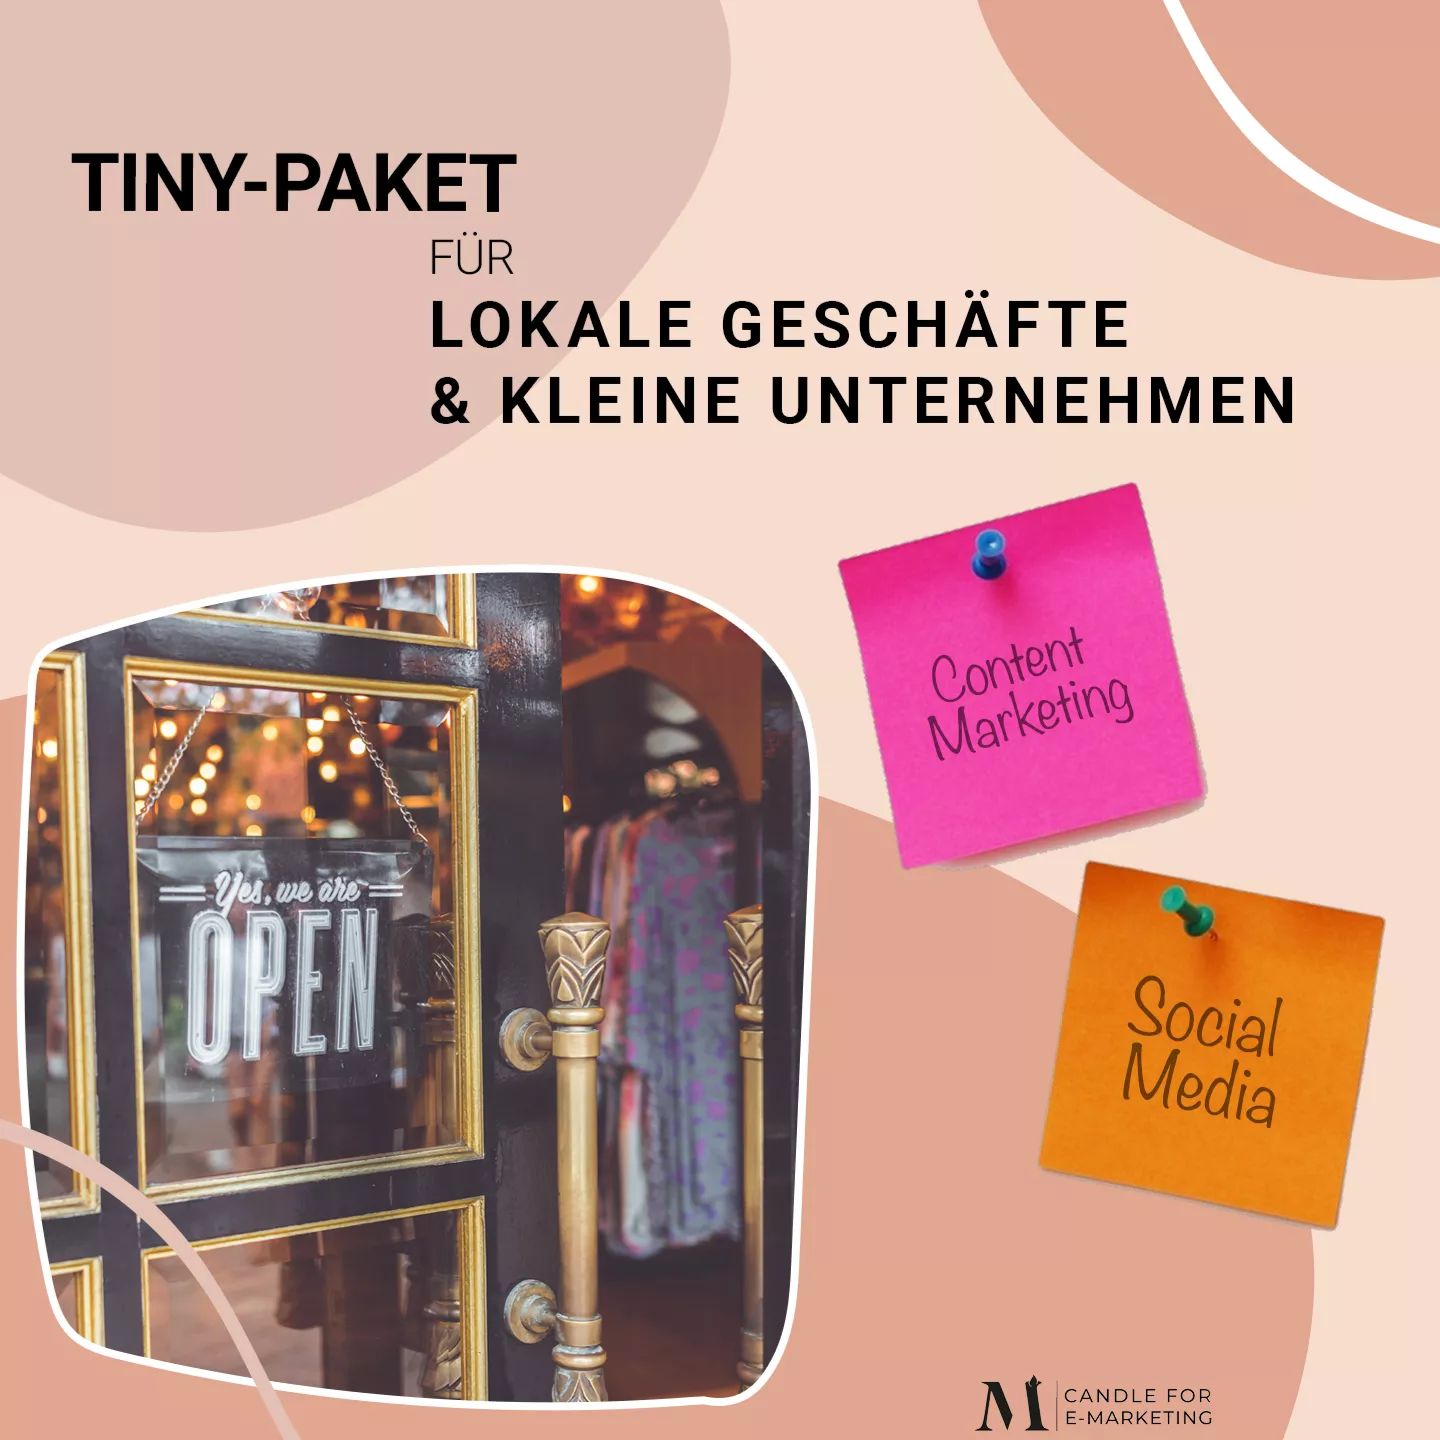 TINY-PAKET
FÜR
LOKALE GESCHÄFTE
& KLEINE UNTERNEHMEN
Content
Marketing
Yes, we are
OPEN
Social
Media
M
CANDLE FOR
E-MARKETING